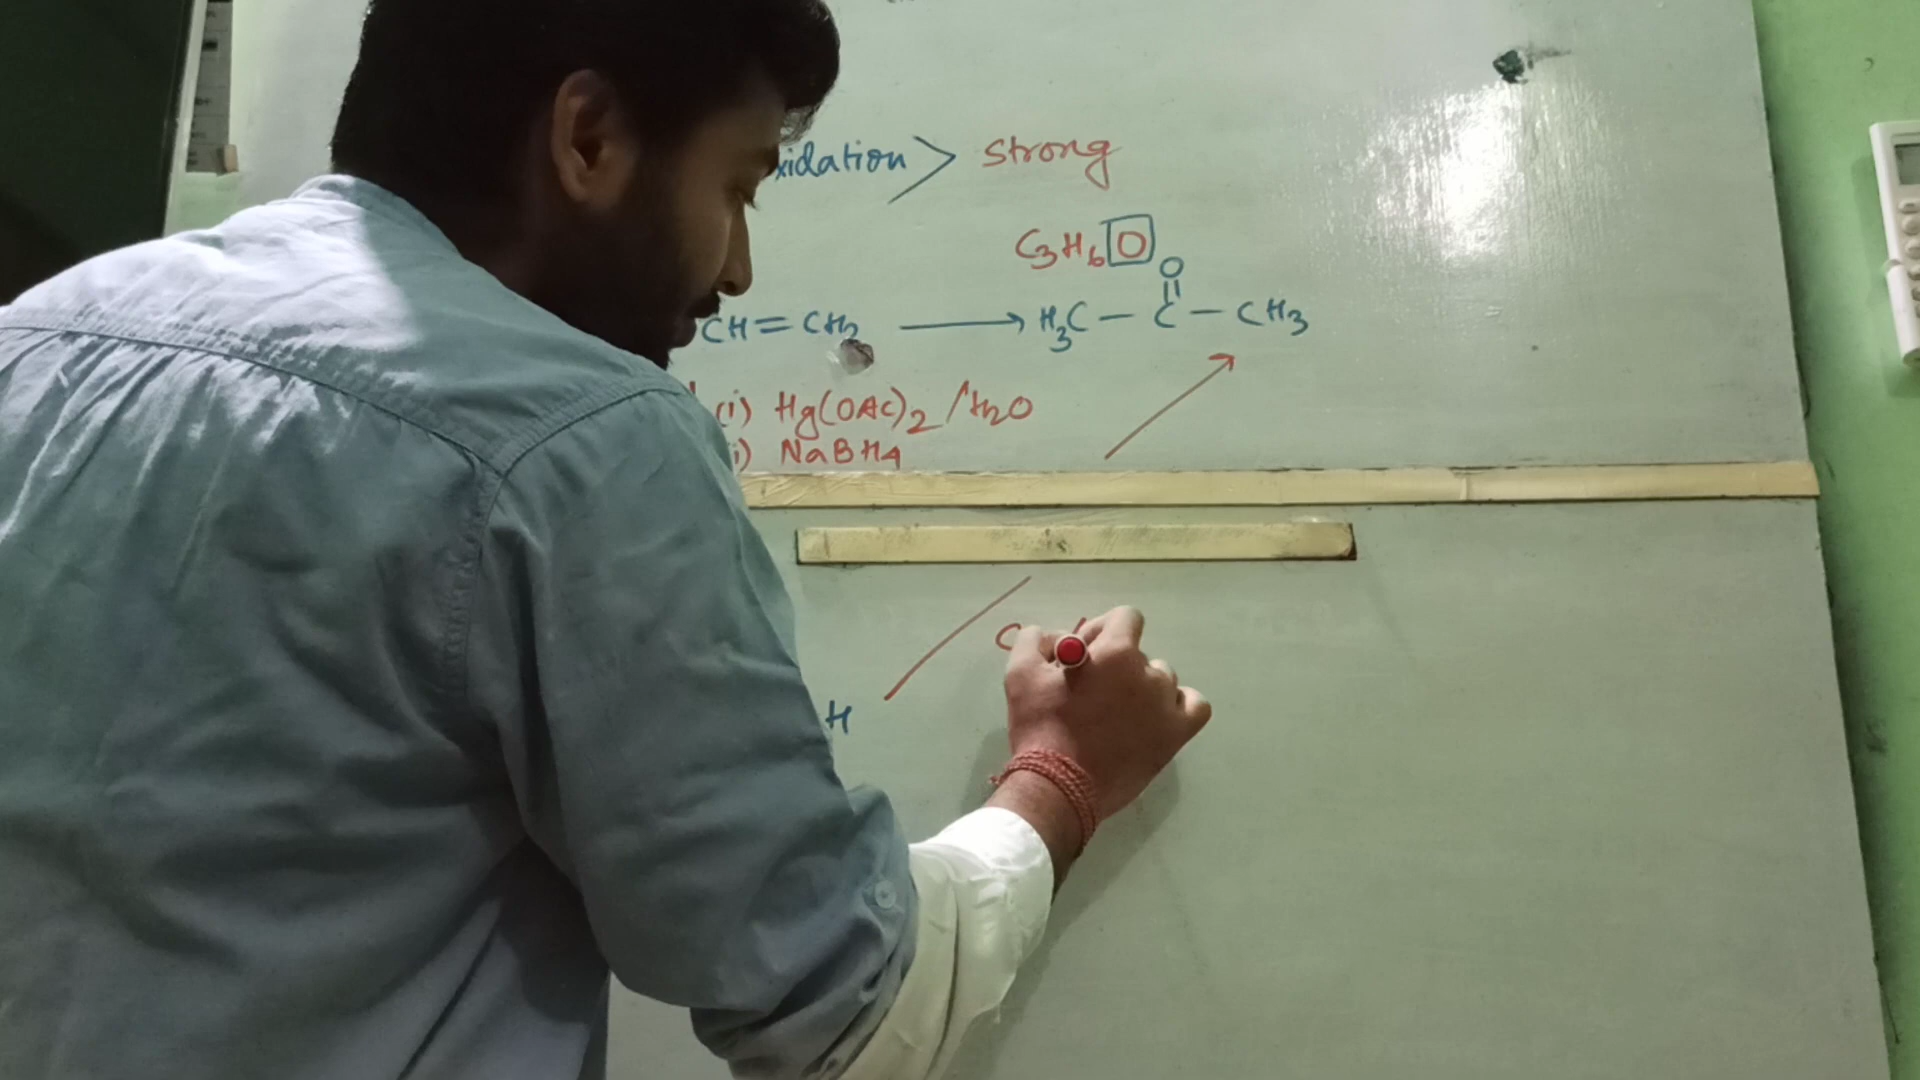 xidation > Strong
C3H6O
O
CH=CH2 → H3C-C-CH3
(i) Hg(OAC)2/H2O
i) NaBH4
C
H